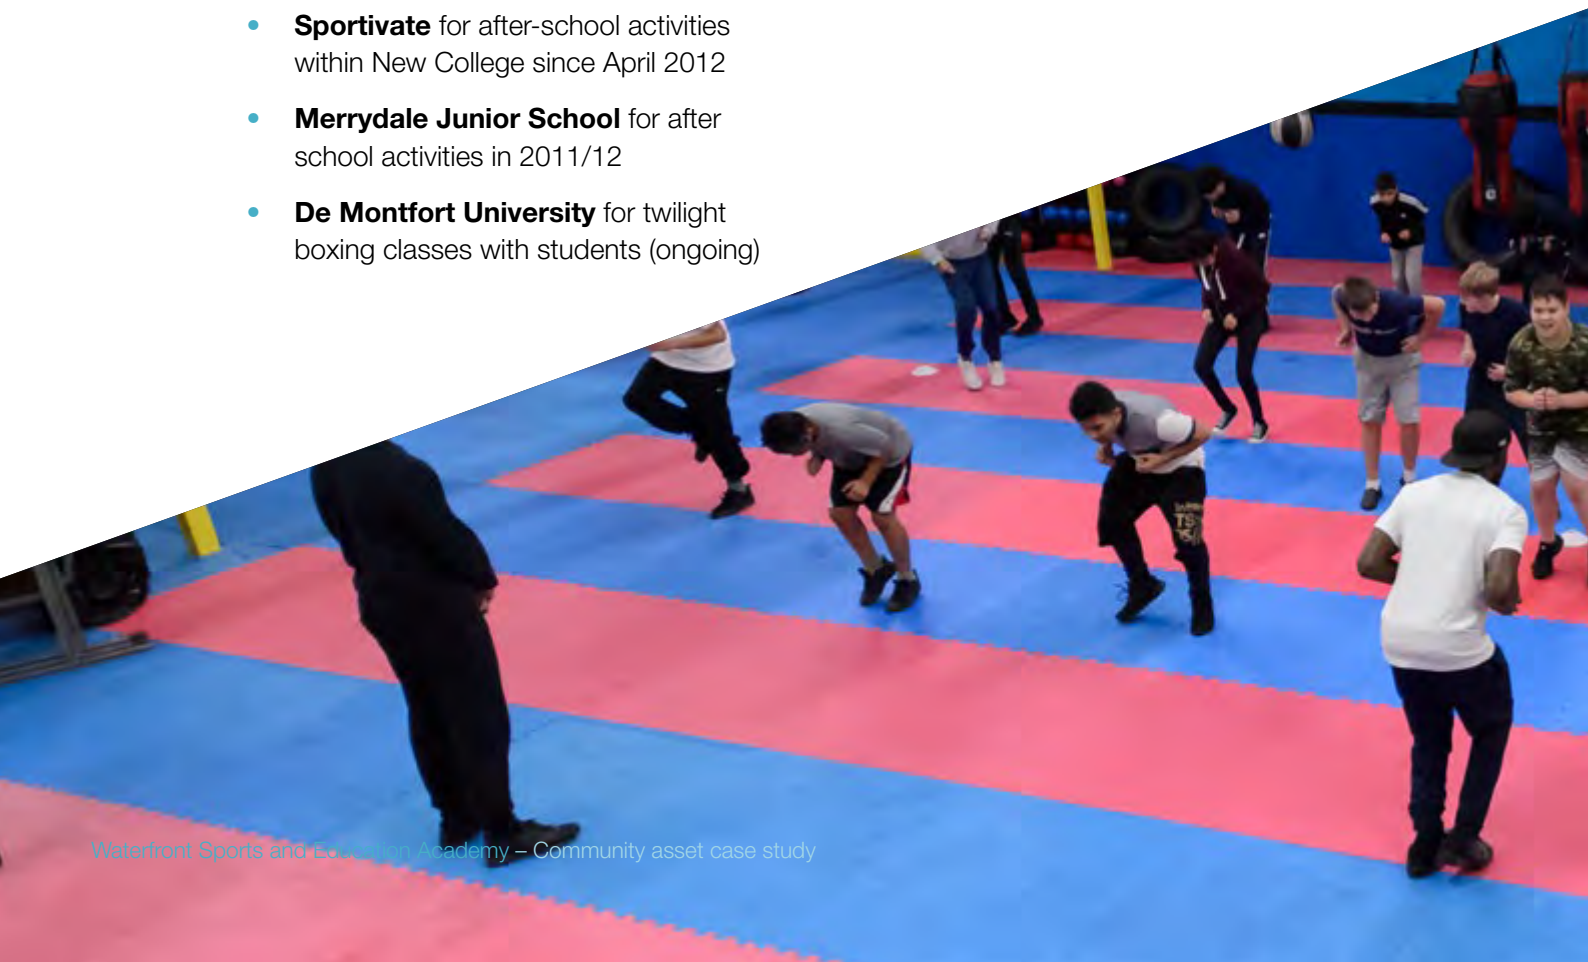 • Sportivate for after-school activities
within New College since April 2012
• Merrydale Junior School for after
school activities in 2011/12
• De Montfort University for twilight
boxing classes with students (ongoing)
Waterfront Sports and Education Academy – Community asset case study